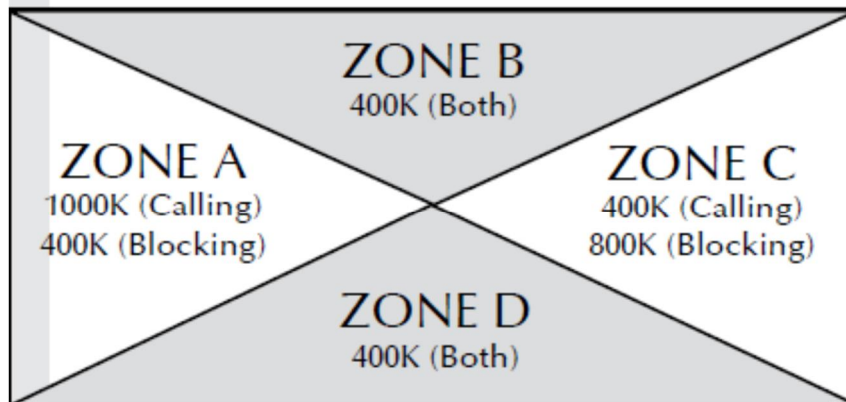 ZONE B
400K (Both)
ZONE A
1000K (Calling)
400K (Blocking)
ZONE C
400K (Calling)
800K (Blocking)
ZONE D
400K (Both)